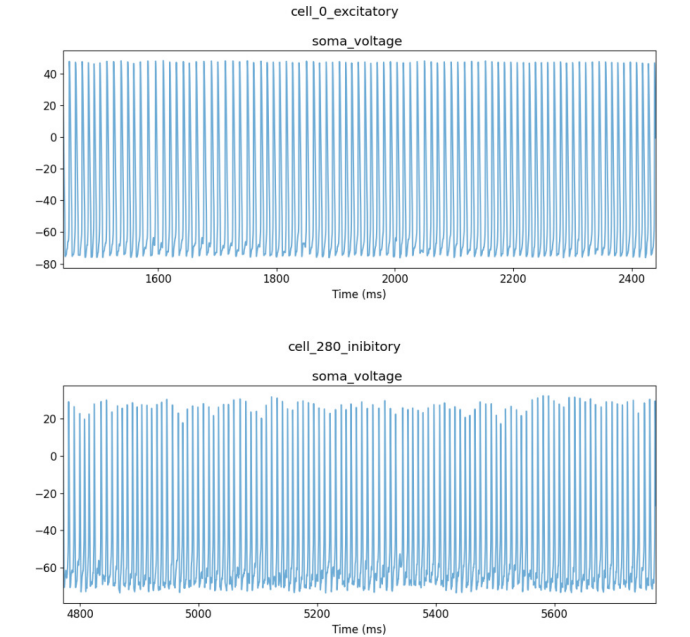 cell_0_excitatory
soma_voltage
40
20
0
−20
−40
−60
−80
1600 1800 2000 2200 2400
Time (ms)
cell_280_inibitory
soma_voltage
20
0
−20
−40
−60
4800 5000 5200 5400 5600
Time (ms)